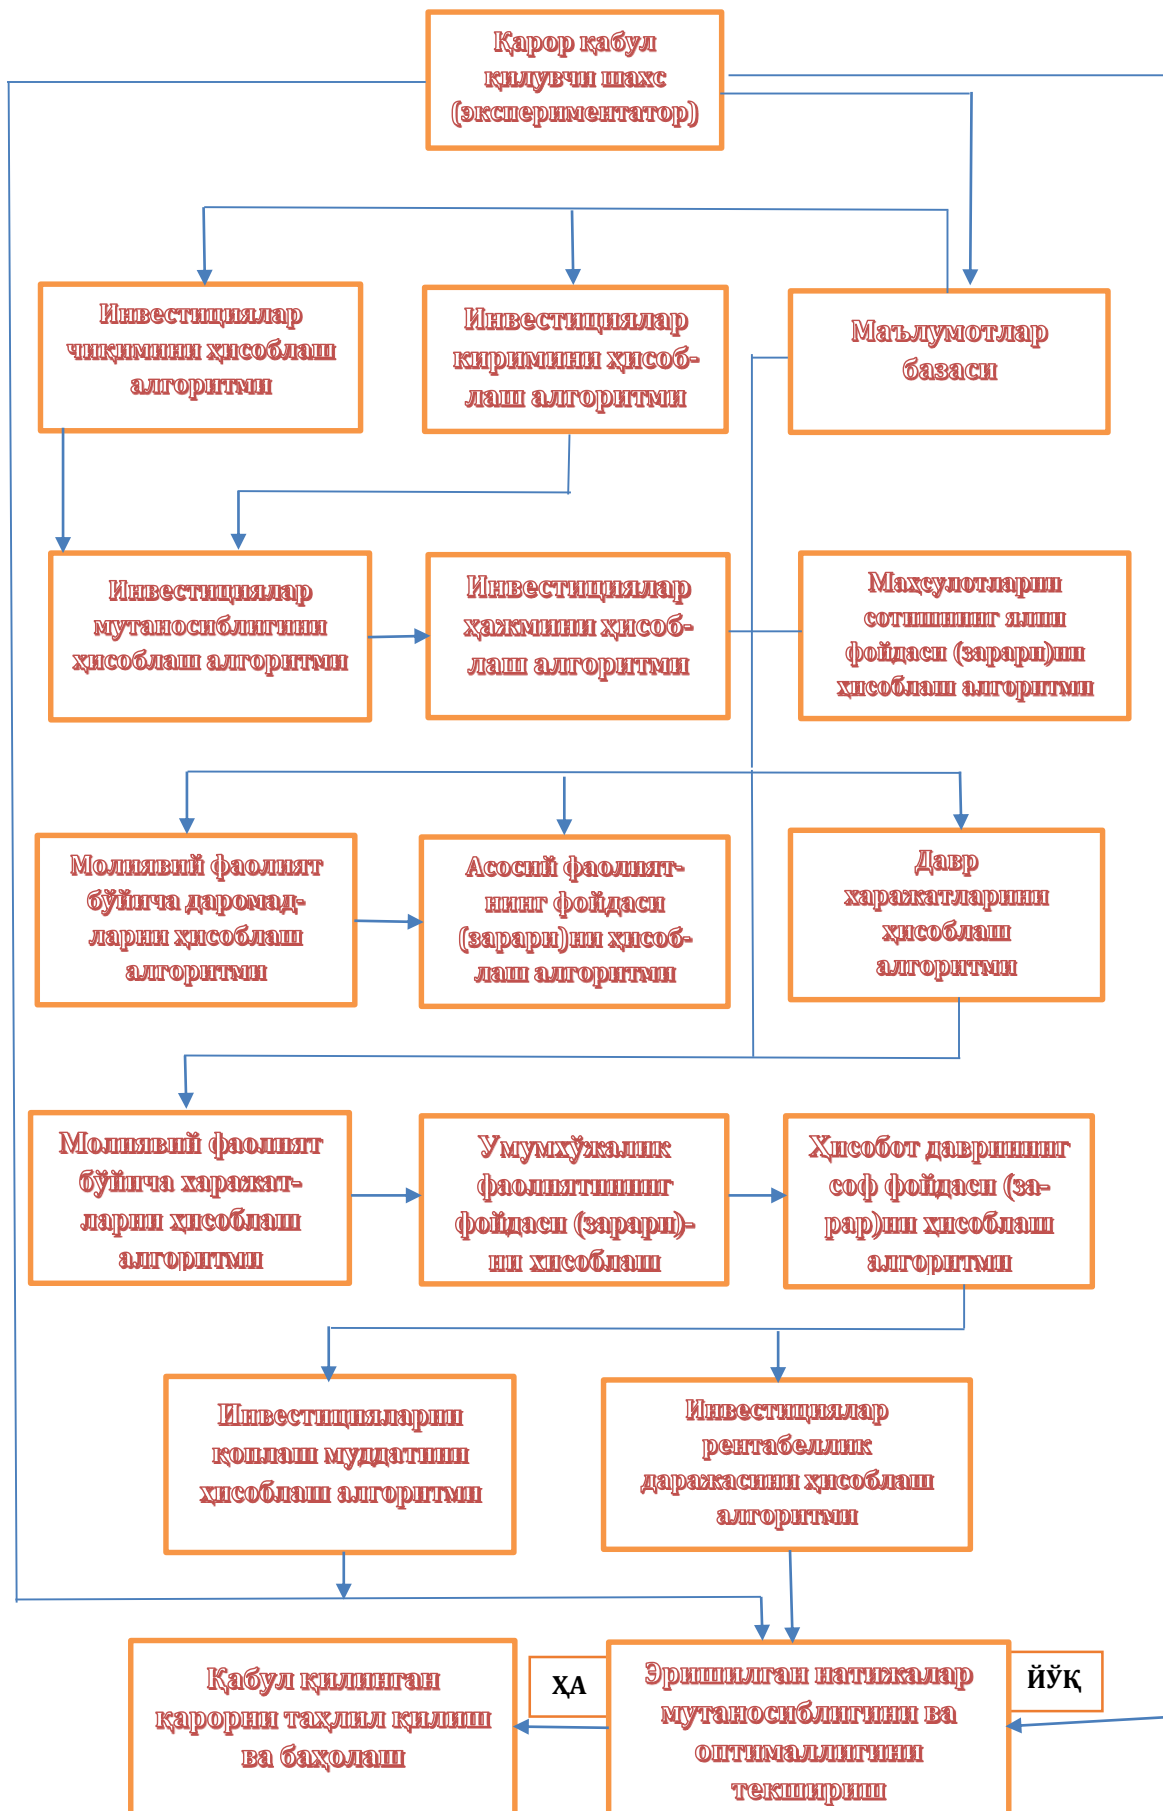 Қарор қабул
қилувчи шахс
(экспериментатор)
Инвестициялар
чиқимини ҳисоблаш
алгоритми
Инвестициялар
киримини ҳисоб-
лаш алгоритми
Маълумотлар
базаси
Инвестициялар
мутаносиблигини
ҳисоблаш алгоритми
Инвестициялар
ҳажмини ҳисоб-
лаш алгоритми
Маҳсулотларни
сотишнинг ялпи
фойдаси (зарари)ни
ҳисоблаш алгоритми
Молиявий фаолият
бўйича даромад-
ларни ҳисоблаш
алгоритми
Асосий фаолият-
нинг фойдаси
(зарари)ни ҳисоб-
лаш алгоритми
Давр
харажатларини
ҳисоблаш
алгоритми
Молиявий фаолият
бўйича харажат-
ларни ҳисоблаш
алгоритми
Умумхўжалик
фаолиятининг
фойдаси (зарари)-
ни хисоблаш
Ҳисобот даврининг
соф фойдаси (за-
рар)ни ҳисоблаш
алгоритми
Инвестицияларни
қоплаш муддатини
ҳисоблаш алгоритми
Инвестициялар
рентабеллик
даражасини ҳисоблаш
алгоритми
Қабул қилинган
қарорни таҳлил қилиш
ва баҳолаш
ҲА
Эришилган натижалар
мутаносиблигини ва
оптималлигини
текшириш
ЙЎҚ